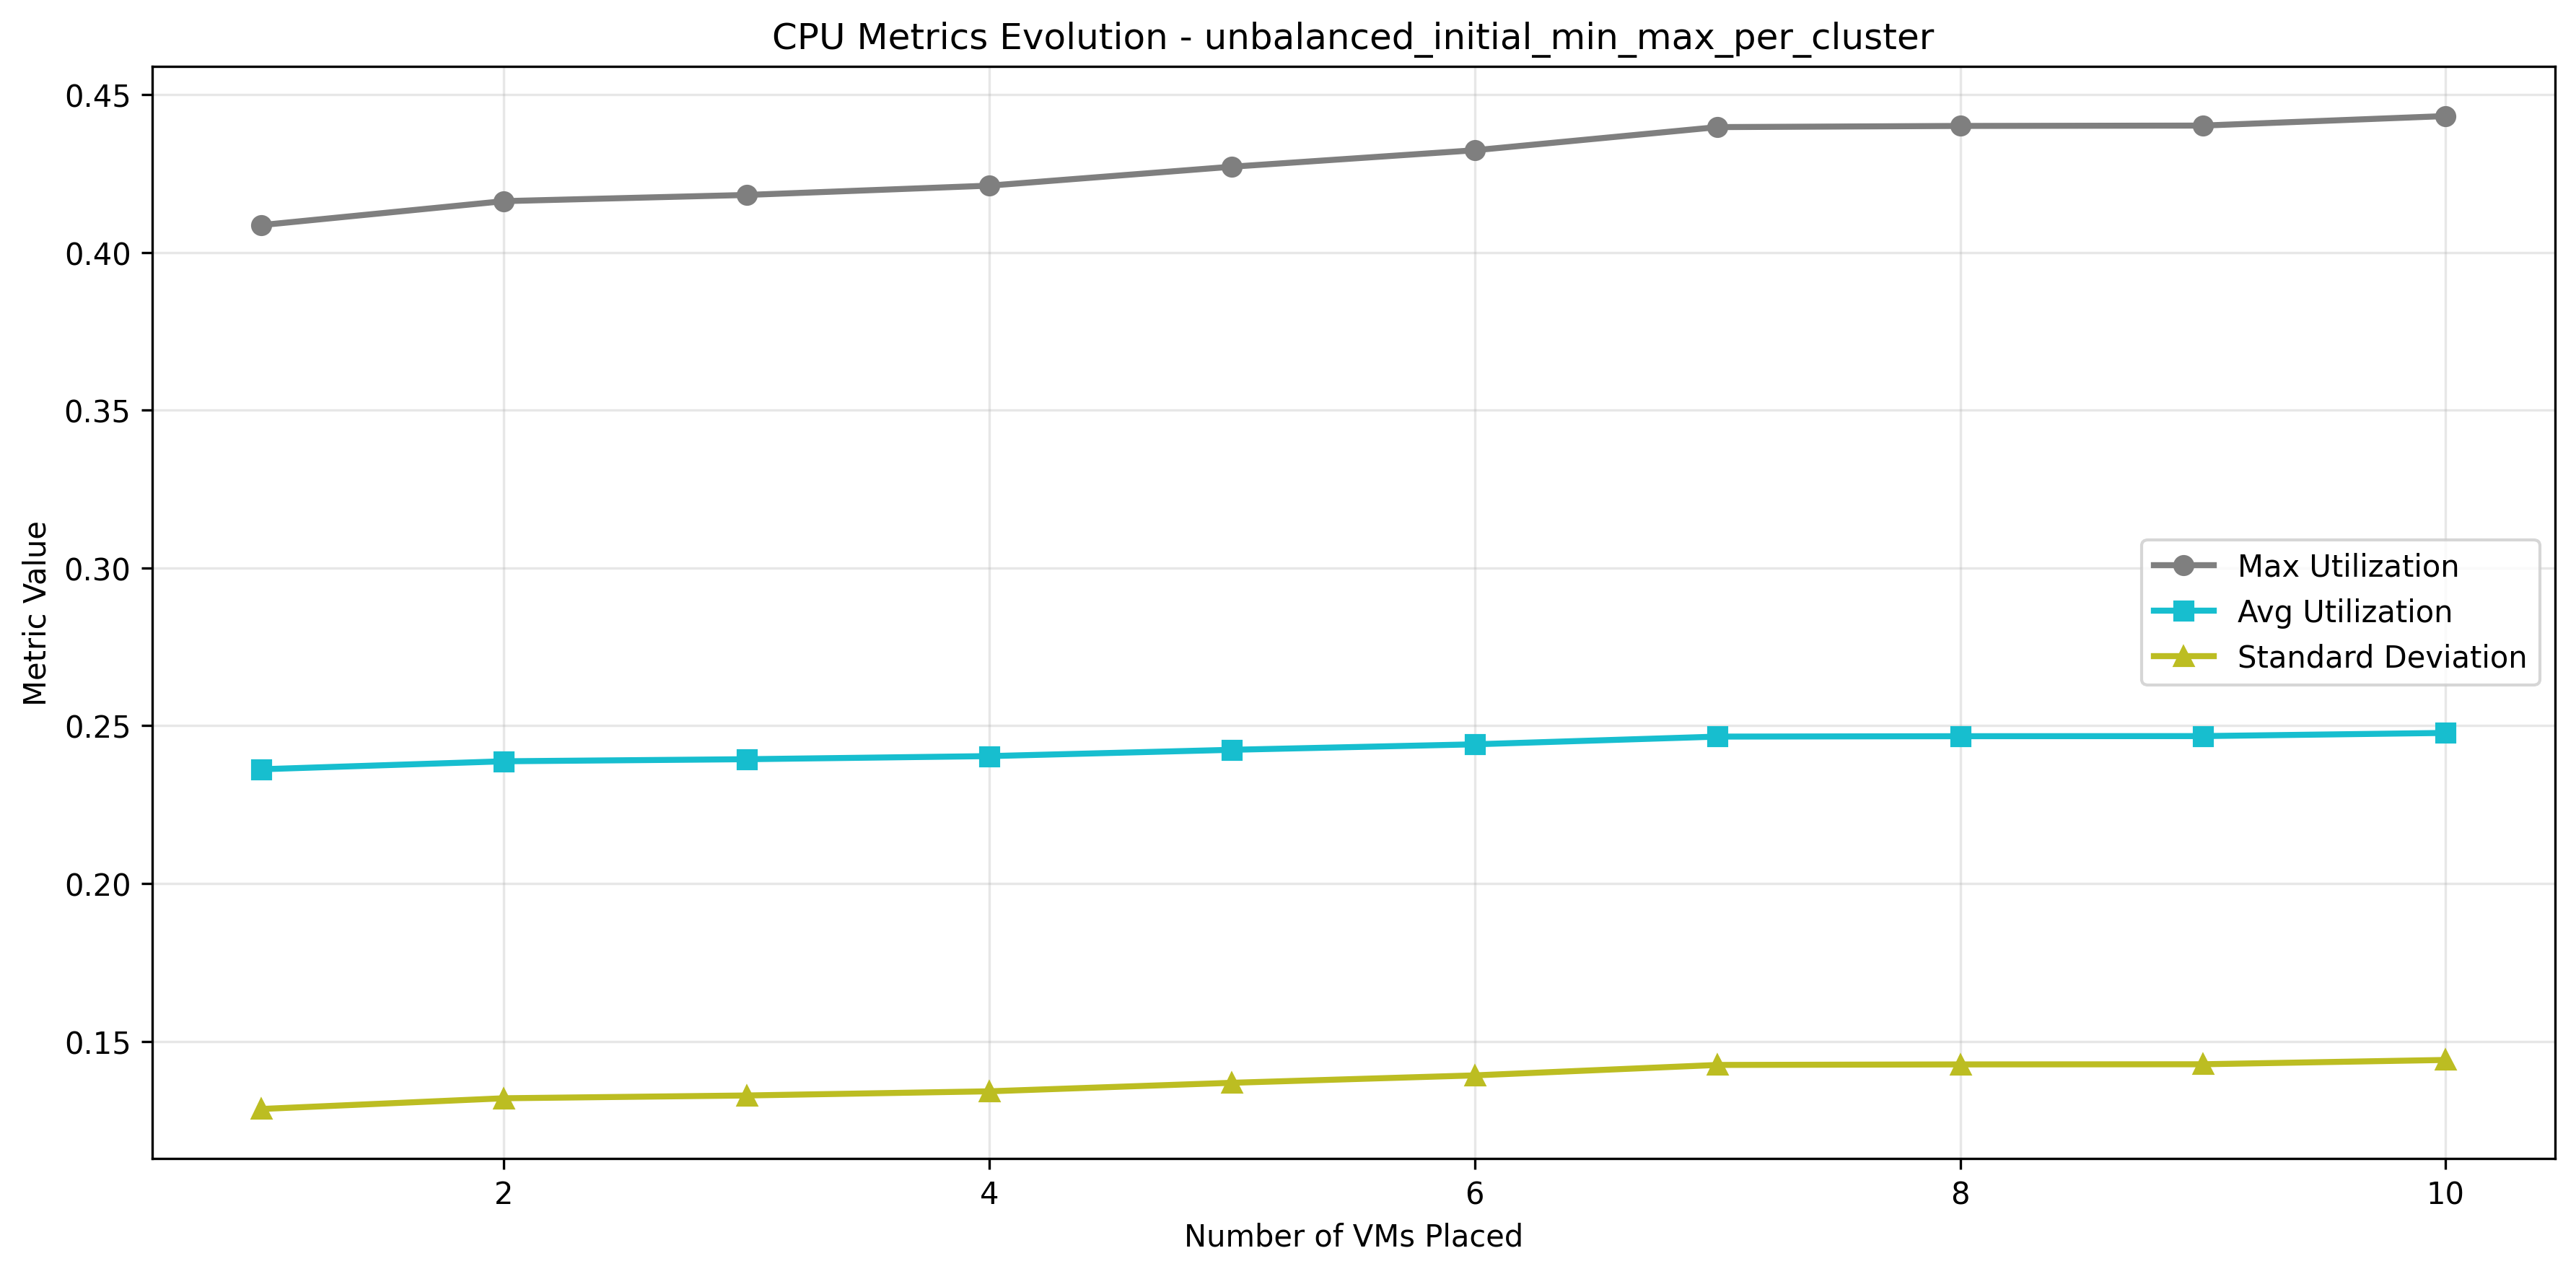 CPU Metrics Evolution - unbalanced_initial_min_max_per_cluster
Metric Value
0.45
0.40
0.35
0.30
0.25
0.20
0.15
Max Utilization
Avg Utilization
Standard Deviation
2 4 6 8 10
Number of VMs Placed